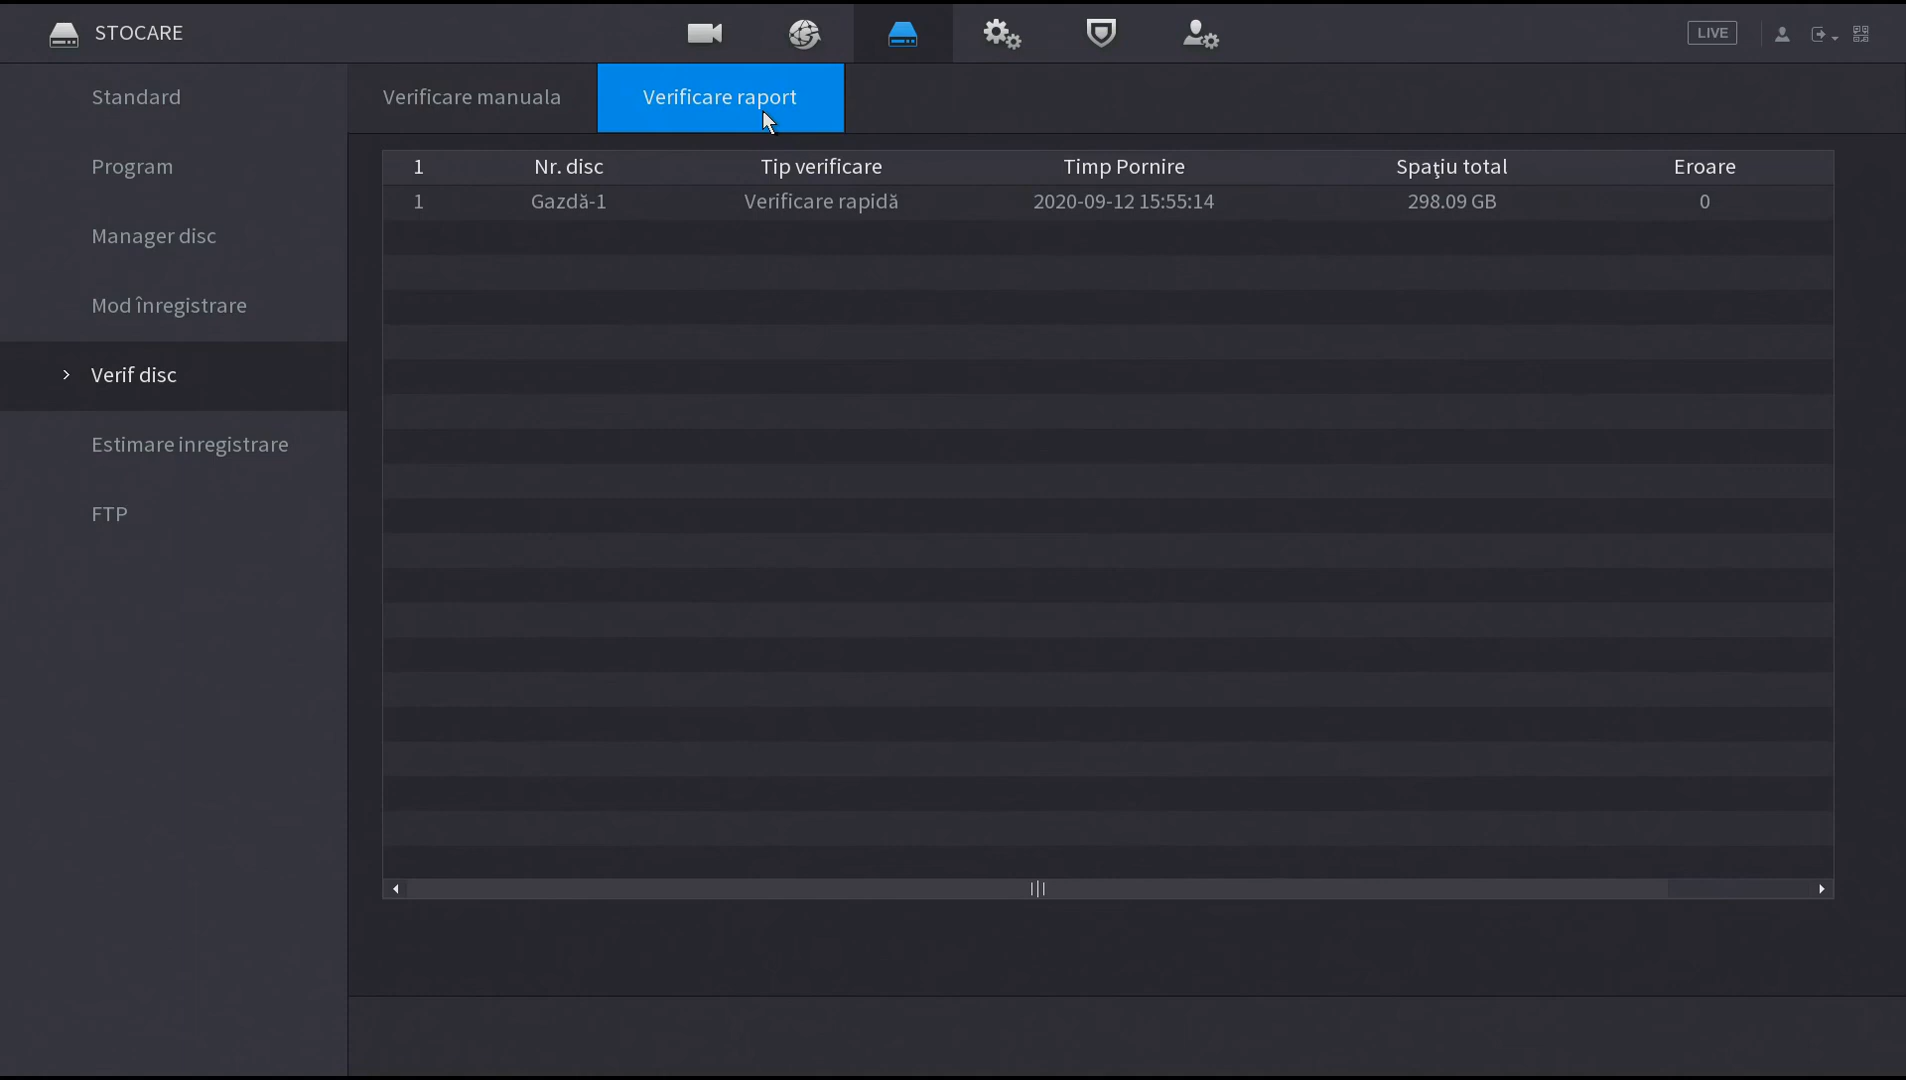 STOCARE
LIVE
Standard
Program
Manager disc
Mod înregistrare
Verif disc
Estimare inregistrare
FTP
Verificare manuala Verificare raport
1 Nr. disc Tip verificare Timp Pornire Spaţiu total Eroare
1 Gazdă-1 Verificare rapidă 2020-09-12 15:55:14 298.09 GB 0